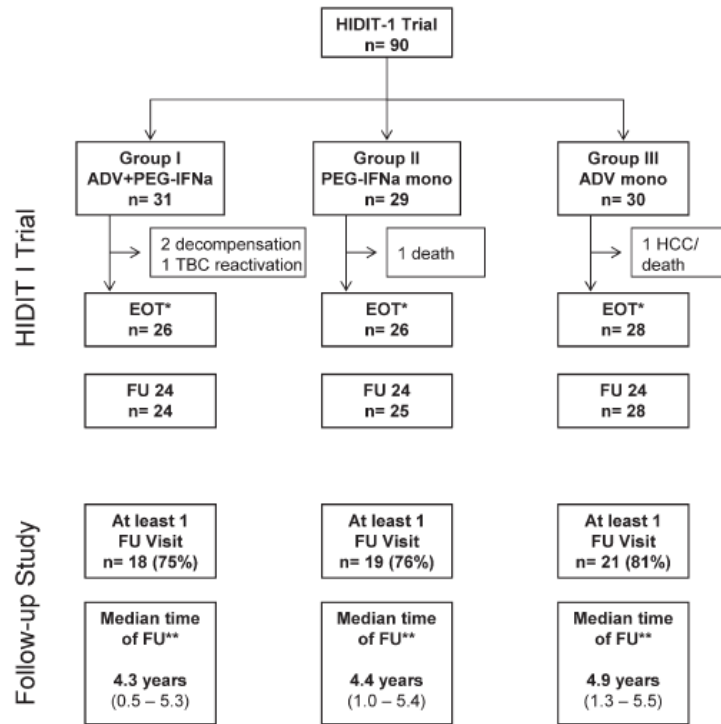 HIDIT-1 Trial
n= 90
HIDIT I Trial
Group I
ADV+PEG-IFNa
n= 31
Group II
PEG-IFNa mono
n= 29
Group III
ADV mono
n= 30
2 decompensation
1 TBC reactivation
1 death
1 HCC/
death
EOT*
n= 26
EOT*
n= 26
EOT*
n= 28
FU 24
n= 24
FU 24
n= 25
FU 24
n= 28
Follow-up Study
At least 1
FU Visit
n= 18 (75%)
At least 1
FU Visit
n= 19 (76%)
At least 1
FU Visit
n= 21 (81%)
Median time
of FU**
4.3 years
(0.5 – 5.3)
Median time
of FU**
4.4 years
(1.0 – 5.4)
Median time
of FU**
4.9 years
(1.3 – 5.5)